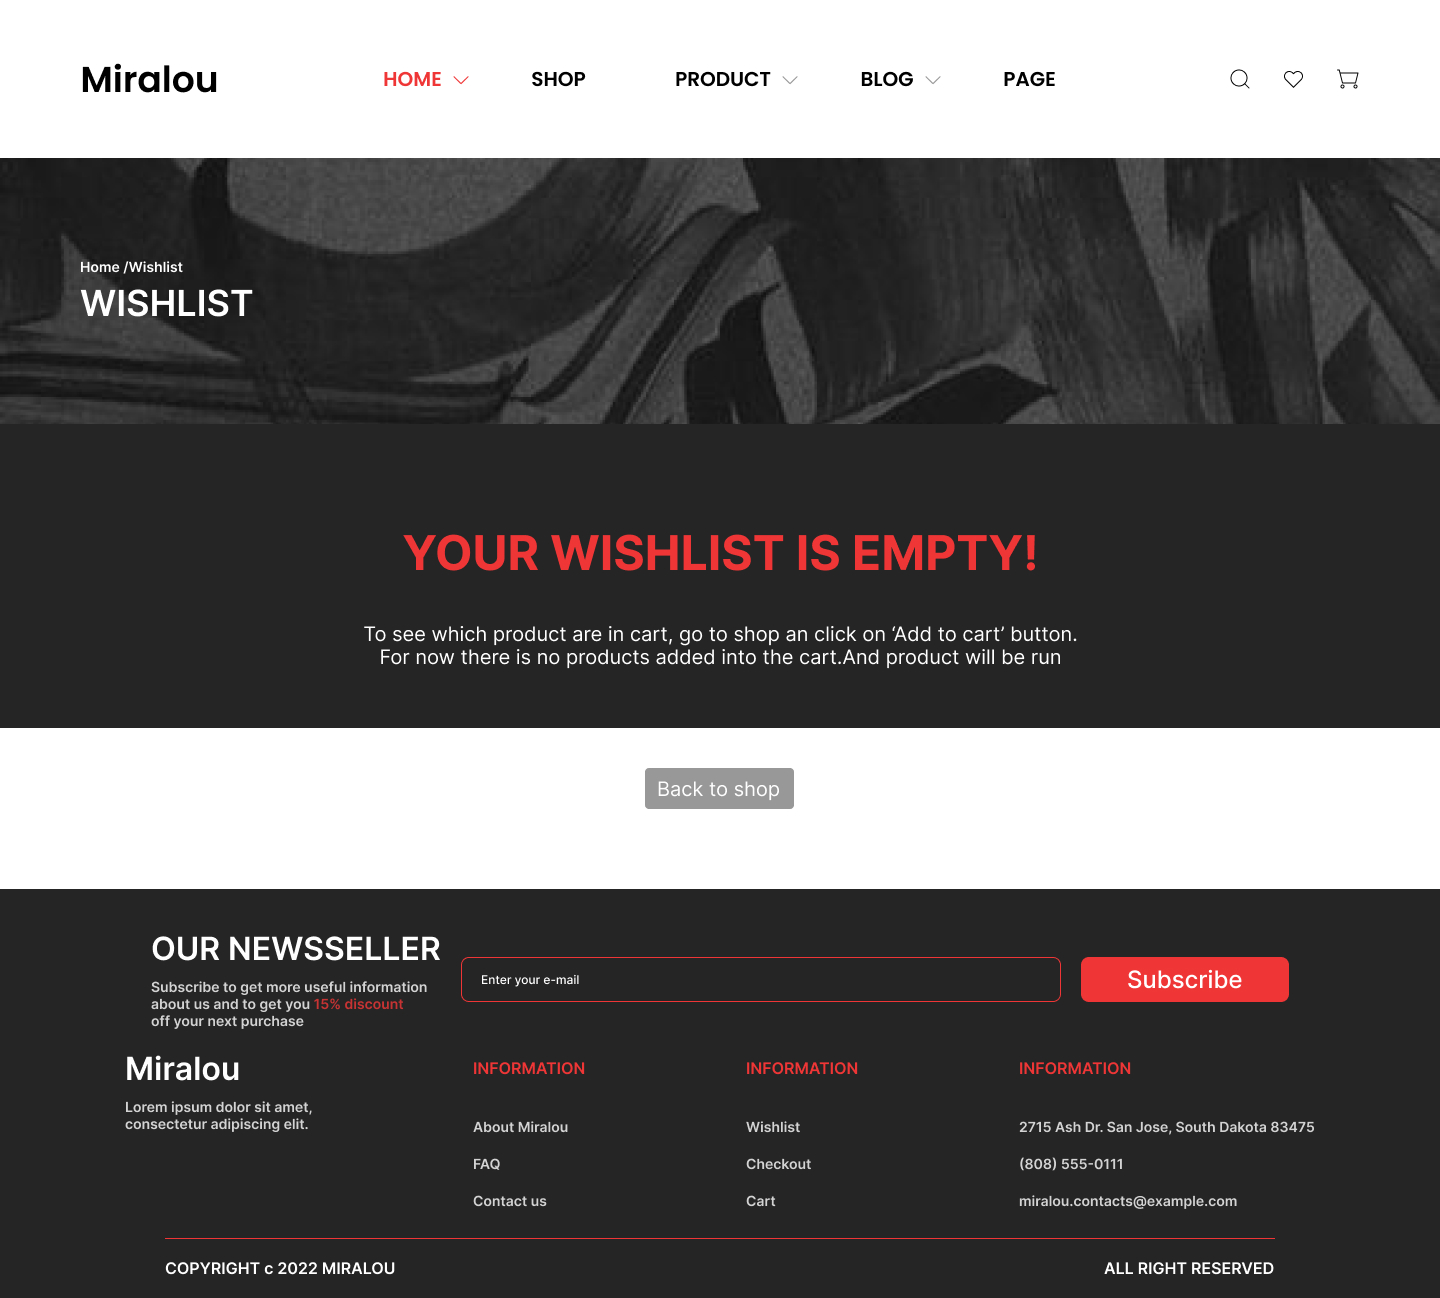 Miralou
HOME
SHOP
PRODUCT
BLOG
PAGE
Home /Wishlist
WISHLIST
YOUR WISHLIST IS EMPTY!
To see which product are in cart, go to shop an click on ‘Add to cart’ button.
For now there is no products added into the cart.And product will be run
Back to shop
OUR NEWSSELLER
Subscribe to get more useful information
about us and to get you 15% discount
off your next purchase
Enter your e-mail
Subscribe
Miralou
Lorem ipsum dolor sit amet,
consectetur adipiscing elit.
INFORMATION
About Miralou
FAQ
Contact us
INFORMATION
Wishlist
Checkout
Cart
INFORMATION
2715 Ash Dr. San Jose, South Dakota 83475
(808) 555-0111
miralou.contacts@example.com
COPYRIGHT c 2022 MIRALOU
ALL RIGHT RESERVED